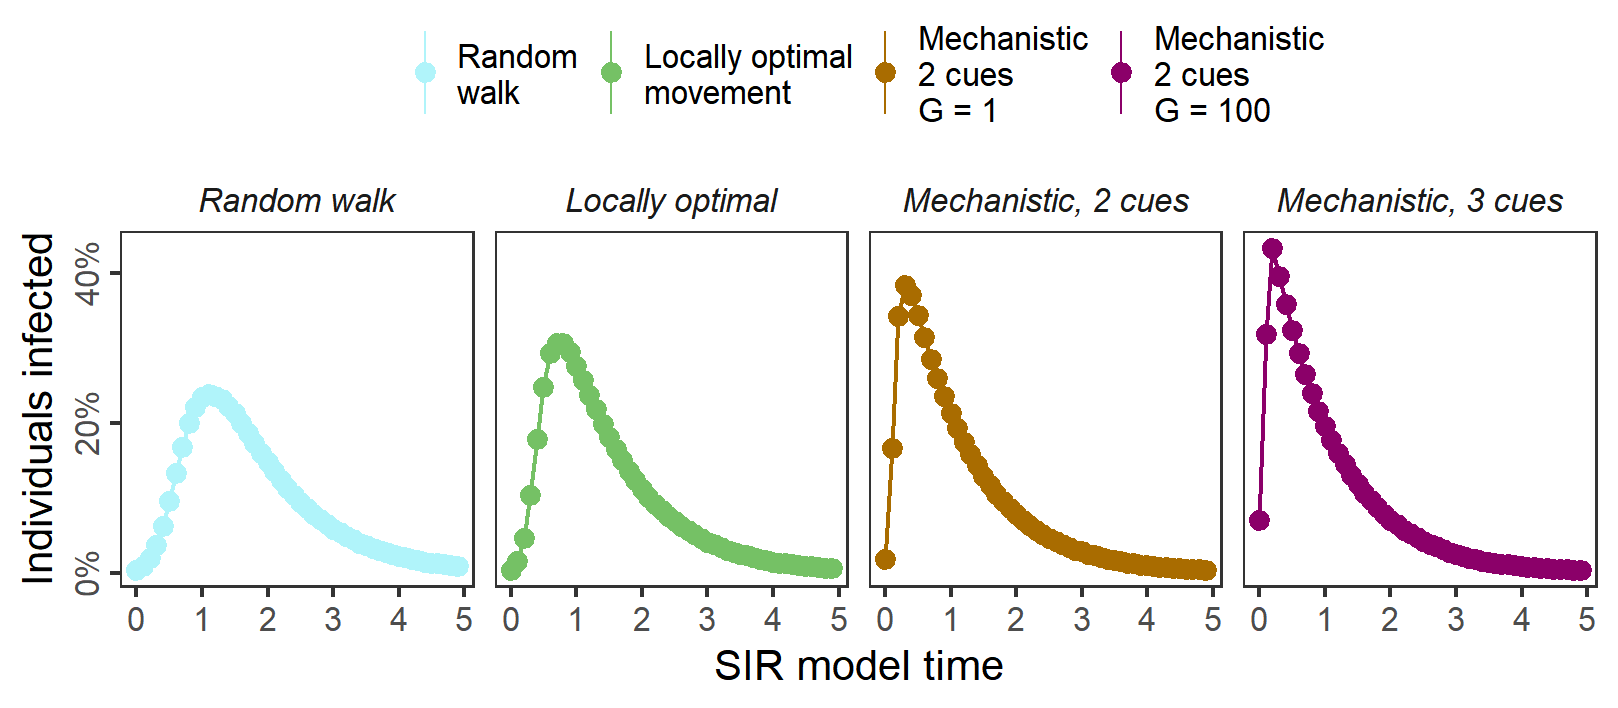 Random
walk
Locally optimal
movement
Mechanistic
2 cues
G = 1
Mechanistic
2 cues
G = 100
Random walk
Locally optimal
Mechanistic, 2 cues
Mechanistic, 3 cues
Individuals infected
40%
20%
0%
0 1 2 3 4 5
0 1 2 3 4 5
0 1 2 3 4 5
0 1 2 3 4 5
SIR model time